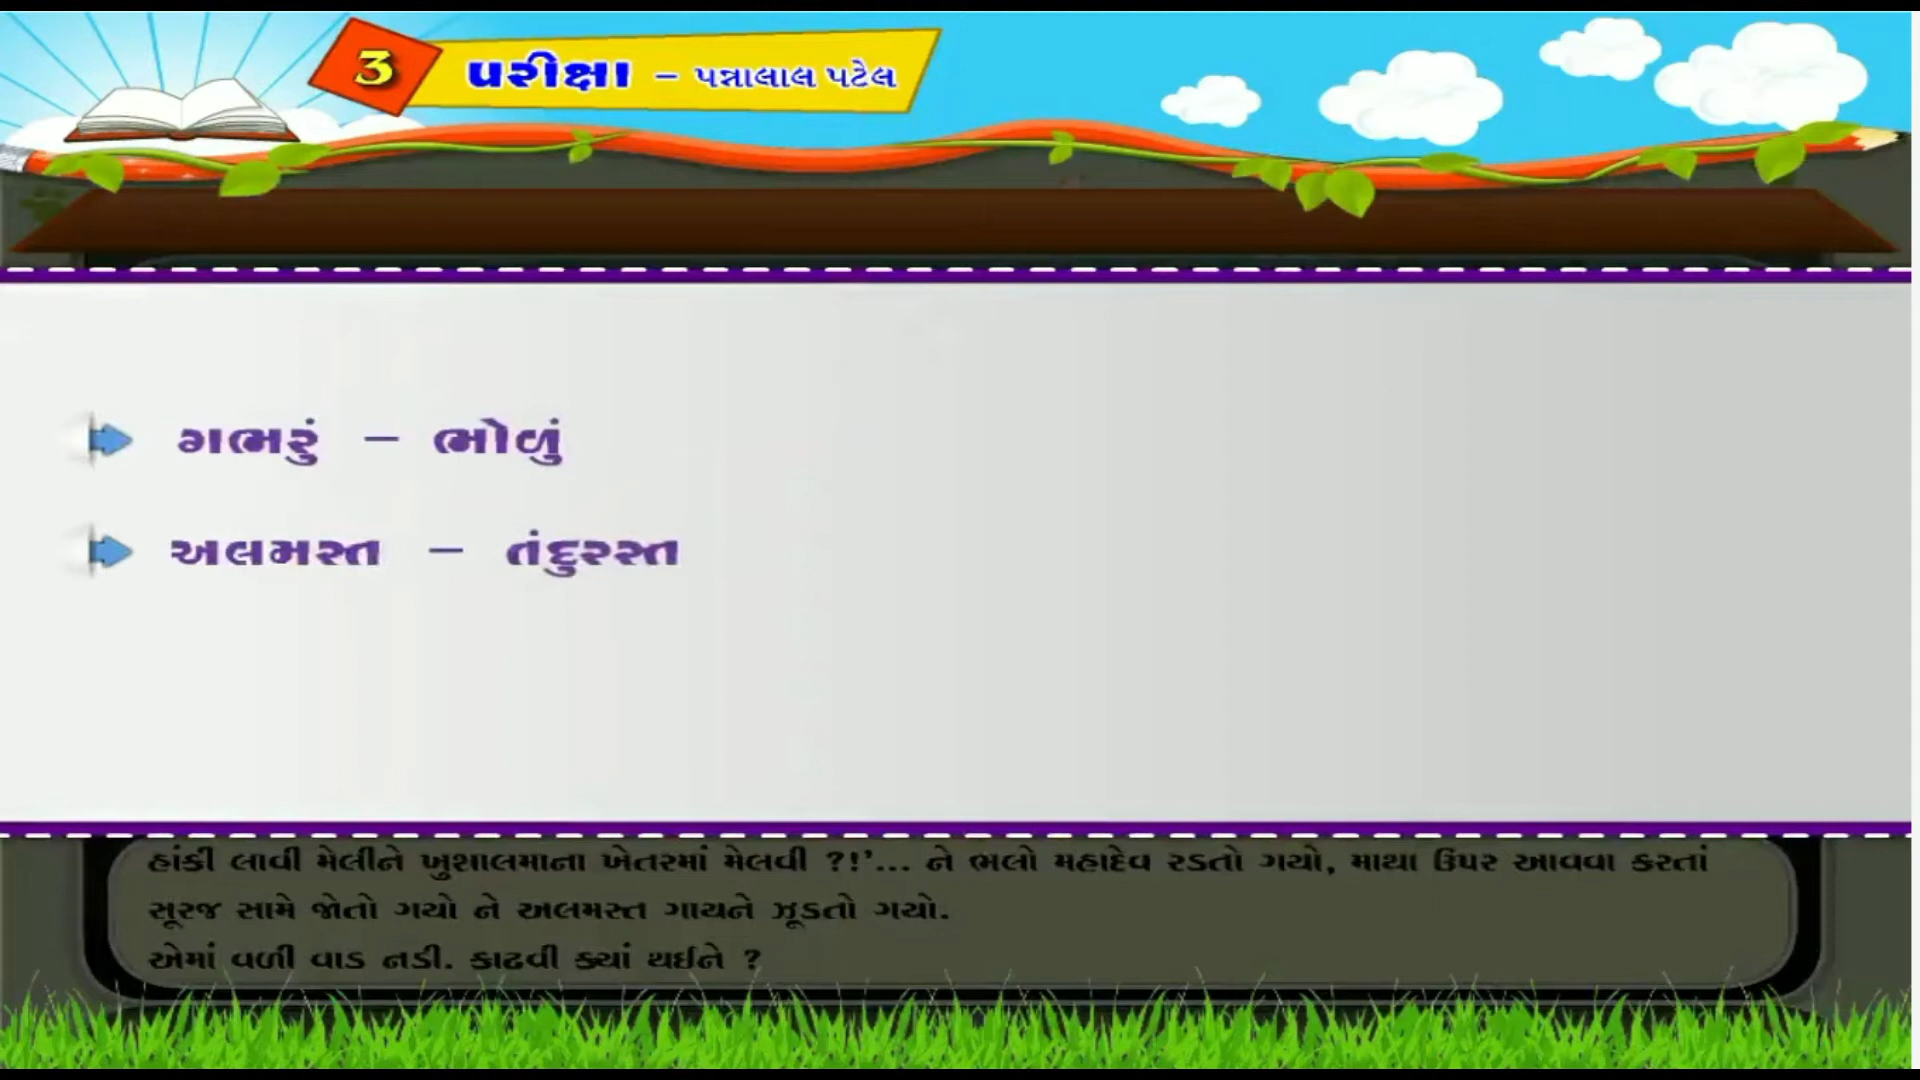 3 પરીક્ષા – પન્નાલાલ પટેલ
ગભરું – ભોળું
અલમસ્ત – તંદુરસ્ત
હાંકી લાવી મેલીને ખુશાલમાના ખેતરમાં મેલવી ?!’... ને ભલો મહાદેવ રડતો ગયો, માથા ઉપર આવવા કરતાં
સૂરજ સામે જોતો ગયો ને અલમસ્ત ગાયને ઝૂડતો ગયો.
એમાં વળી વાડ નડી. કાઢવી ક્યાં થઈને ?